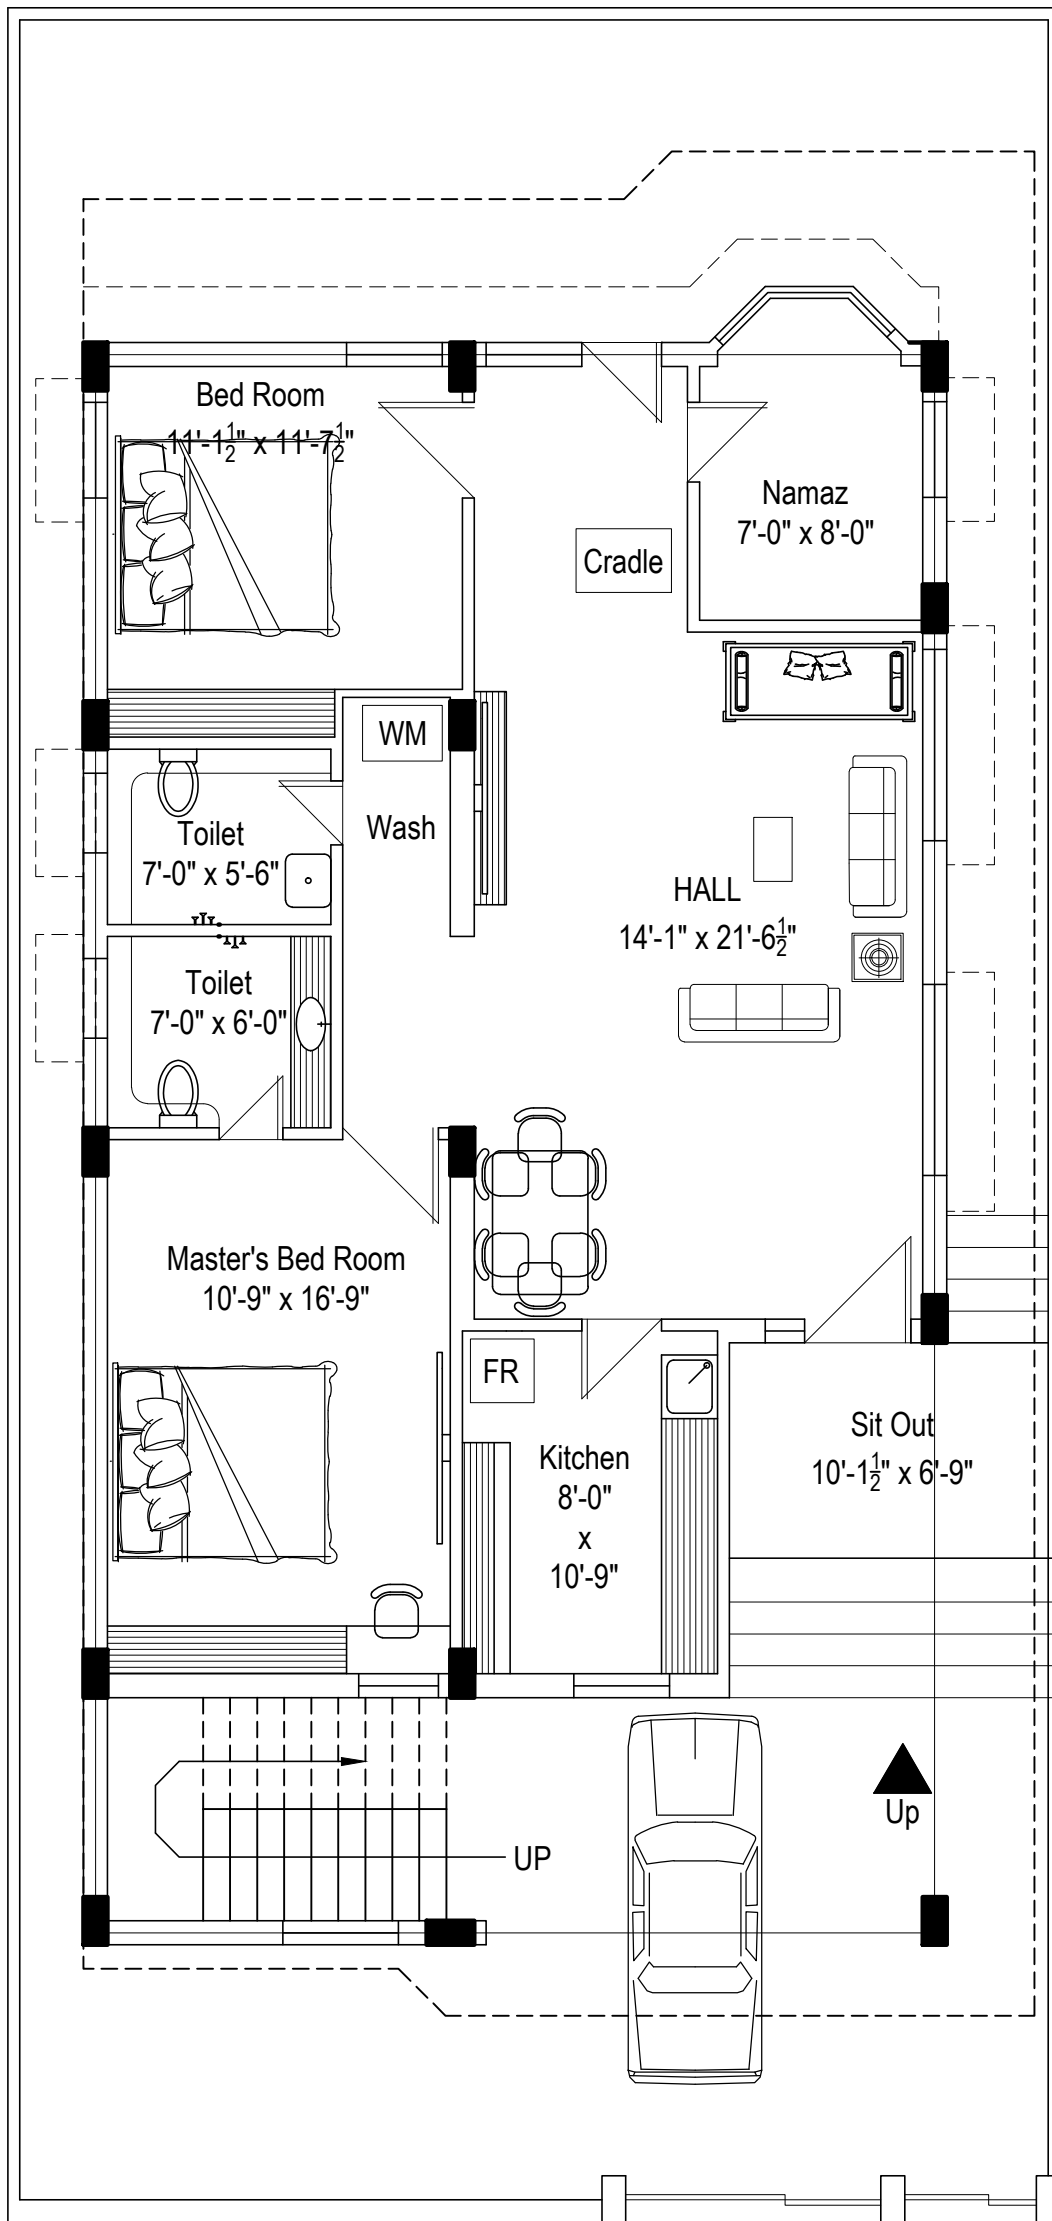 Bed Room
11'-1½" x 11'-7½"
Namaz
7'-0" x 8'-0"
Cradle
WM
Wash
Toilet
7'-0" x 5'-6"
HALL
14'-1" x 21'-6½"
Toilet
7'-0" x 6'-0"
Master's Bed Room
10'-9" x 16'-9"
FR
Kitchen
8'-0"
x
10'-9"
Sit Out
10'-1½" x 6'-9"
Up
UP